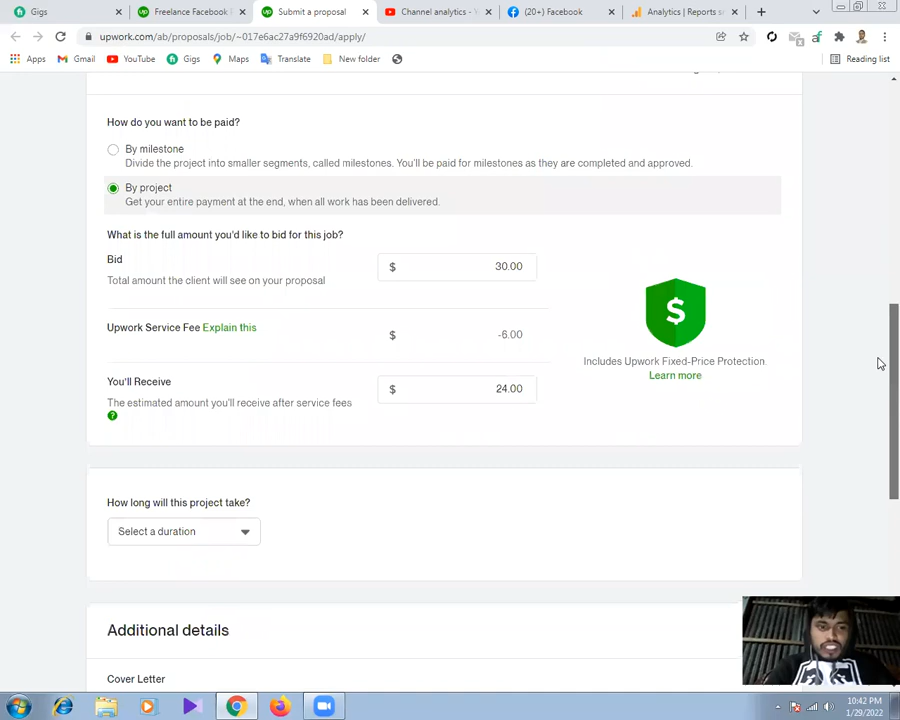 Gigs
Freelance Facebook
Submit a proposal
Channel analytics - Y
(20+) Facebook
Analytics | Reports s
upwork.com/ab/proposals/job/~017e6ac27a9f6920ad/apply/
Apps
Gmail
YouTube
Gigs
Maps
Translate
New folder
Reading list
How do you want to be paid?
By milestone
Divide the project into smaller segments, called milestones. You'll be paid for milestones as they are completed and approved.
By project
Get your entire payment at the end, when all work has been delivered.
What is the full amount you'd like to bid for this job?
Bid
Total amount the client will see on your proposal
$ 30.00
Upwork Service Fee Explain this
$ -6.00
You'll Receive
The estimated amount you'll receive after service fees
$ 24.00
Includes Upwork Fixed-Price Protection.
Learn more
How long will this project take?
Select a duration
Additional details
Cover Letter
10:42 PM
1/29/2022